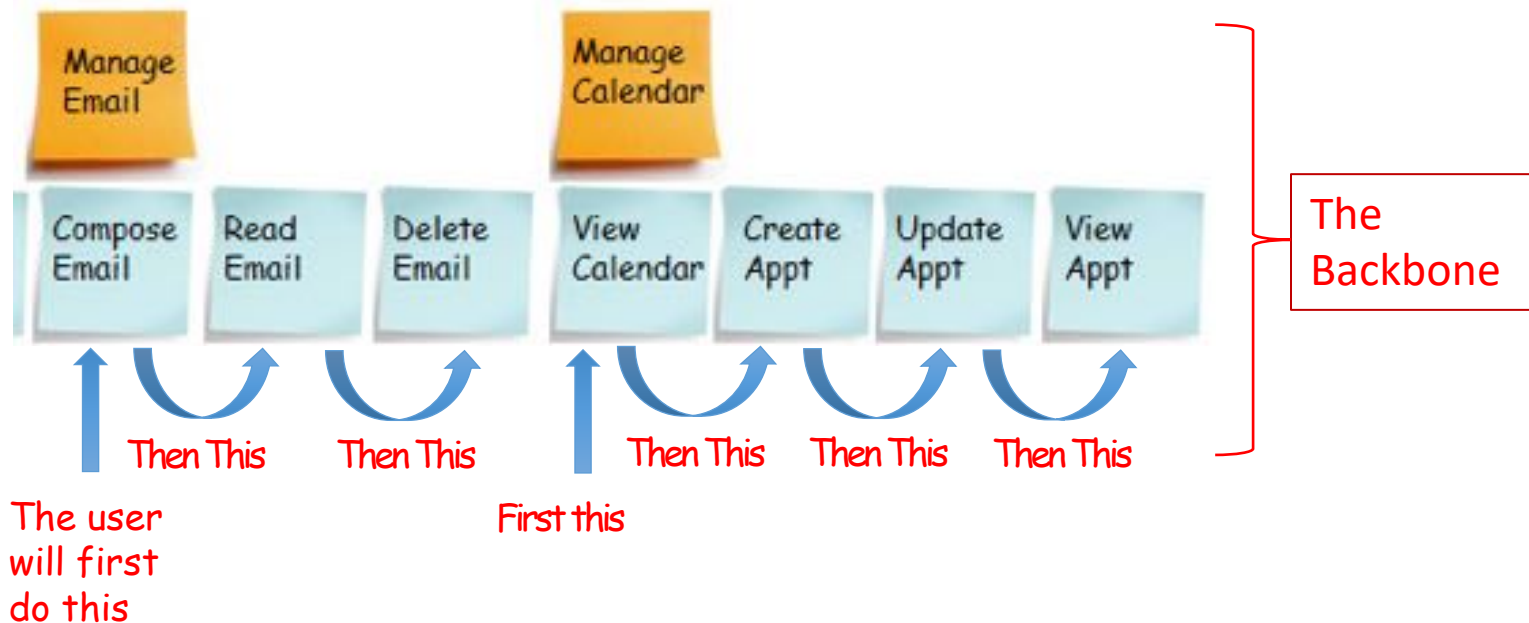 Manage
Email
Manage
Calendar
Compose
Email
Read
Email
Delete
Email
View
Calendar
Create
Appt
Update
Appt
View
Appt
The
Backbone
Then This
Then This
Then This
Then This
Then This
The user
will first
do this
First this